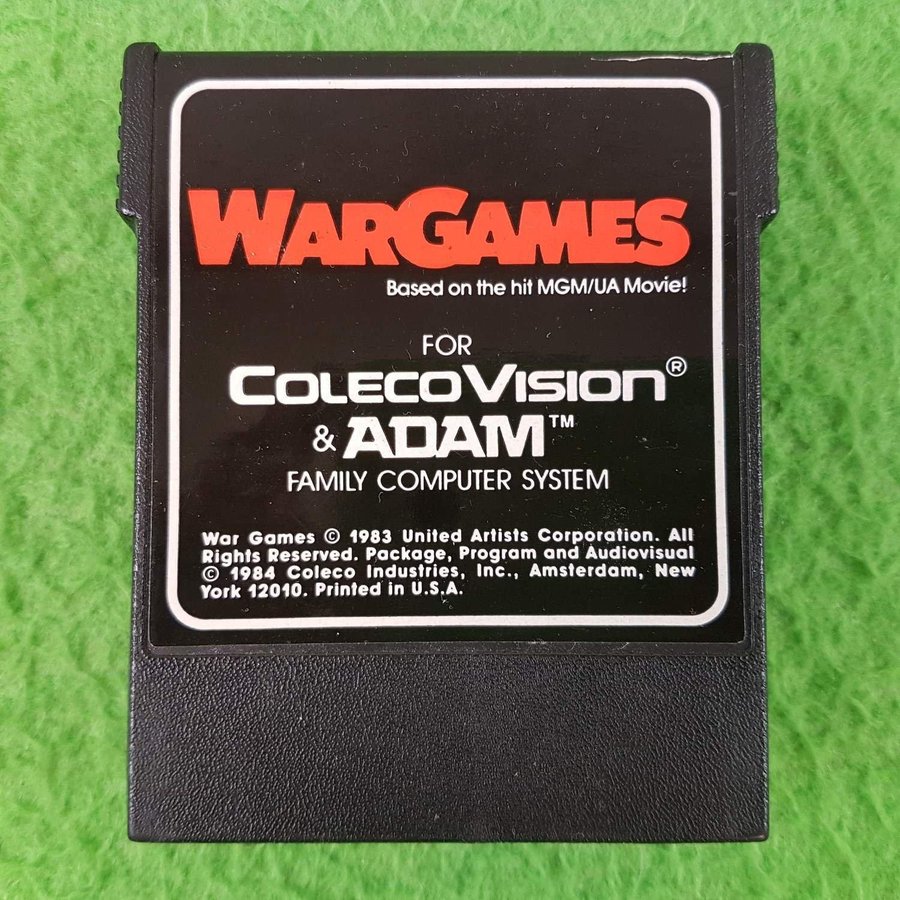 WARGAMES
Based on the hit MGM/UA Movie!
FOR
COLECOVISION®
& ADAM™
FAMILY COMPUTER SYSTEM
War Games © 1983 United Artists Corporation. All
Rights Reserved. Package, Program and Audiovisual
© 1984 Coleco Industries, Inc., Amsterdam, New
York 12010. Printed in U.S.A.